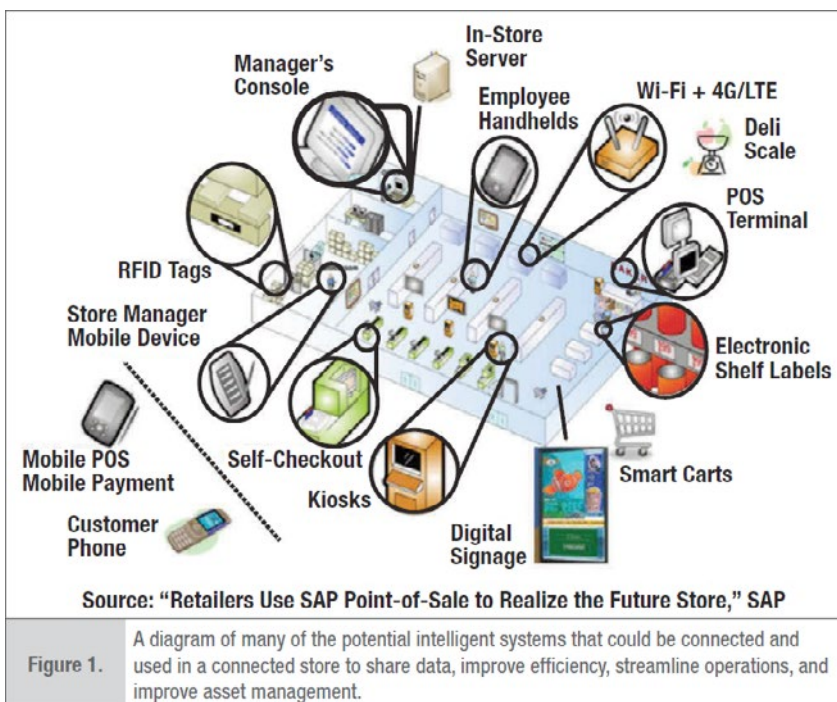 In-Store
Server
Manager's
Console
Employee
Handhelds
Wi-Fi + 4G/LTE
Deli
Scale
POS
Terminal
RFID Tags
Store Manager
Mobile Device
Electronic
Shelf Labels
Mobile POS
Mobile Payment
Self-Checkout
Kiosks
Smart Carts
Customer
Phone
Digital
Signage
Source: "Retailers Use SAP Point-of-Sale to Realize the Future Store," SAP
Figure 1.
A diagram of many of the potential intelligent systems that could be connected and
used in a connected store to share data, improve efficiency, streamline operations, and
improve asset management.